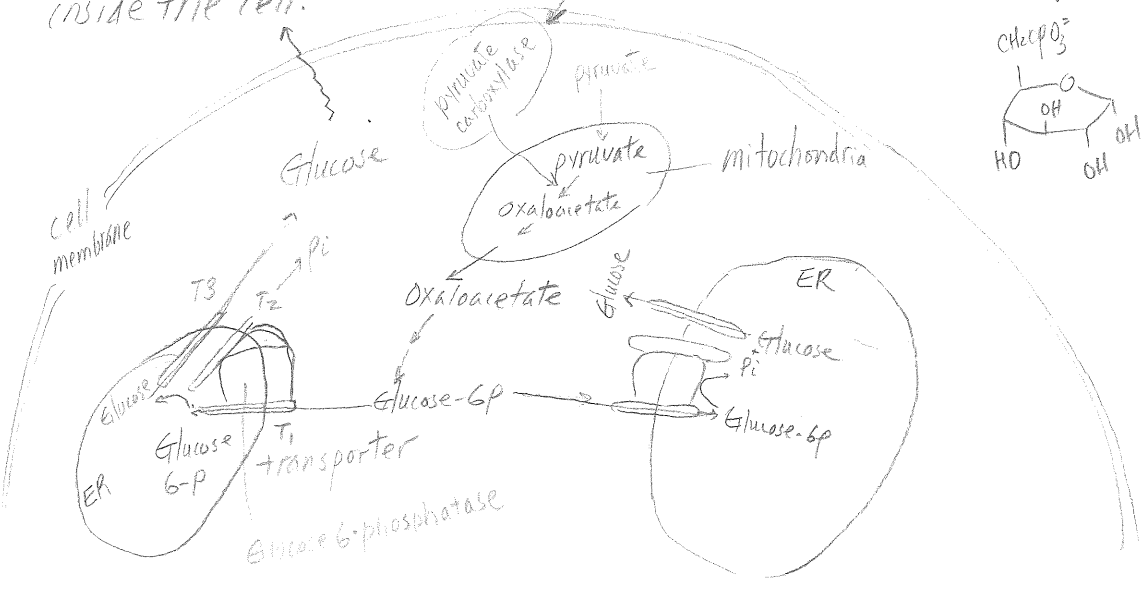 inside the cell.
CH2OPO3=
O
OH
HO
OH
OH
pyruvate
carboxylase
pyruvate
pyruvate
oxaloacetate
mitochondria
Glucose
cell
membrane
T3
T2
Pi
Oxaloacetate
Glucose
ER
Glucose
Pi
Glucose
Glucose-6p
Glucose-6p
Glucose
6-p
T1
transporter
ER
Glucose 6-phosphatase